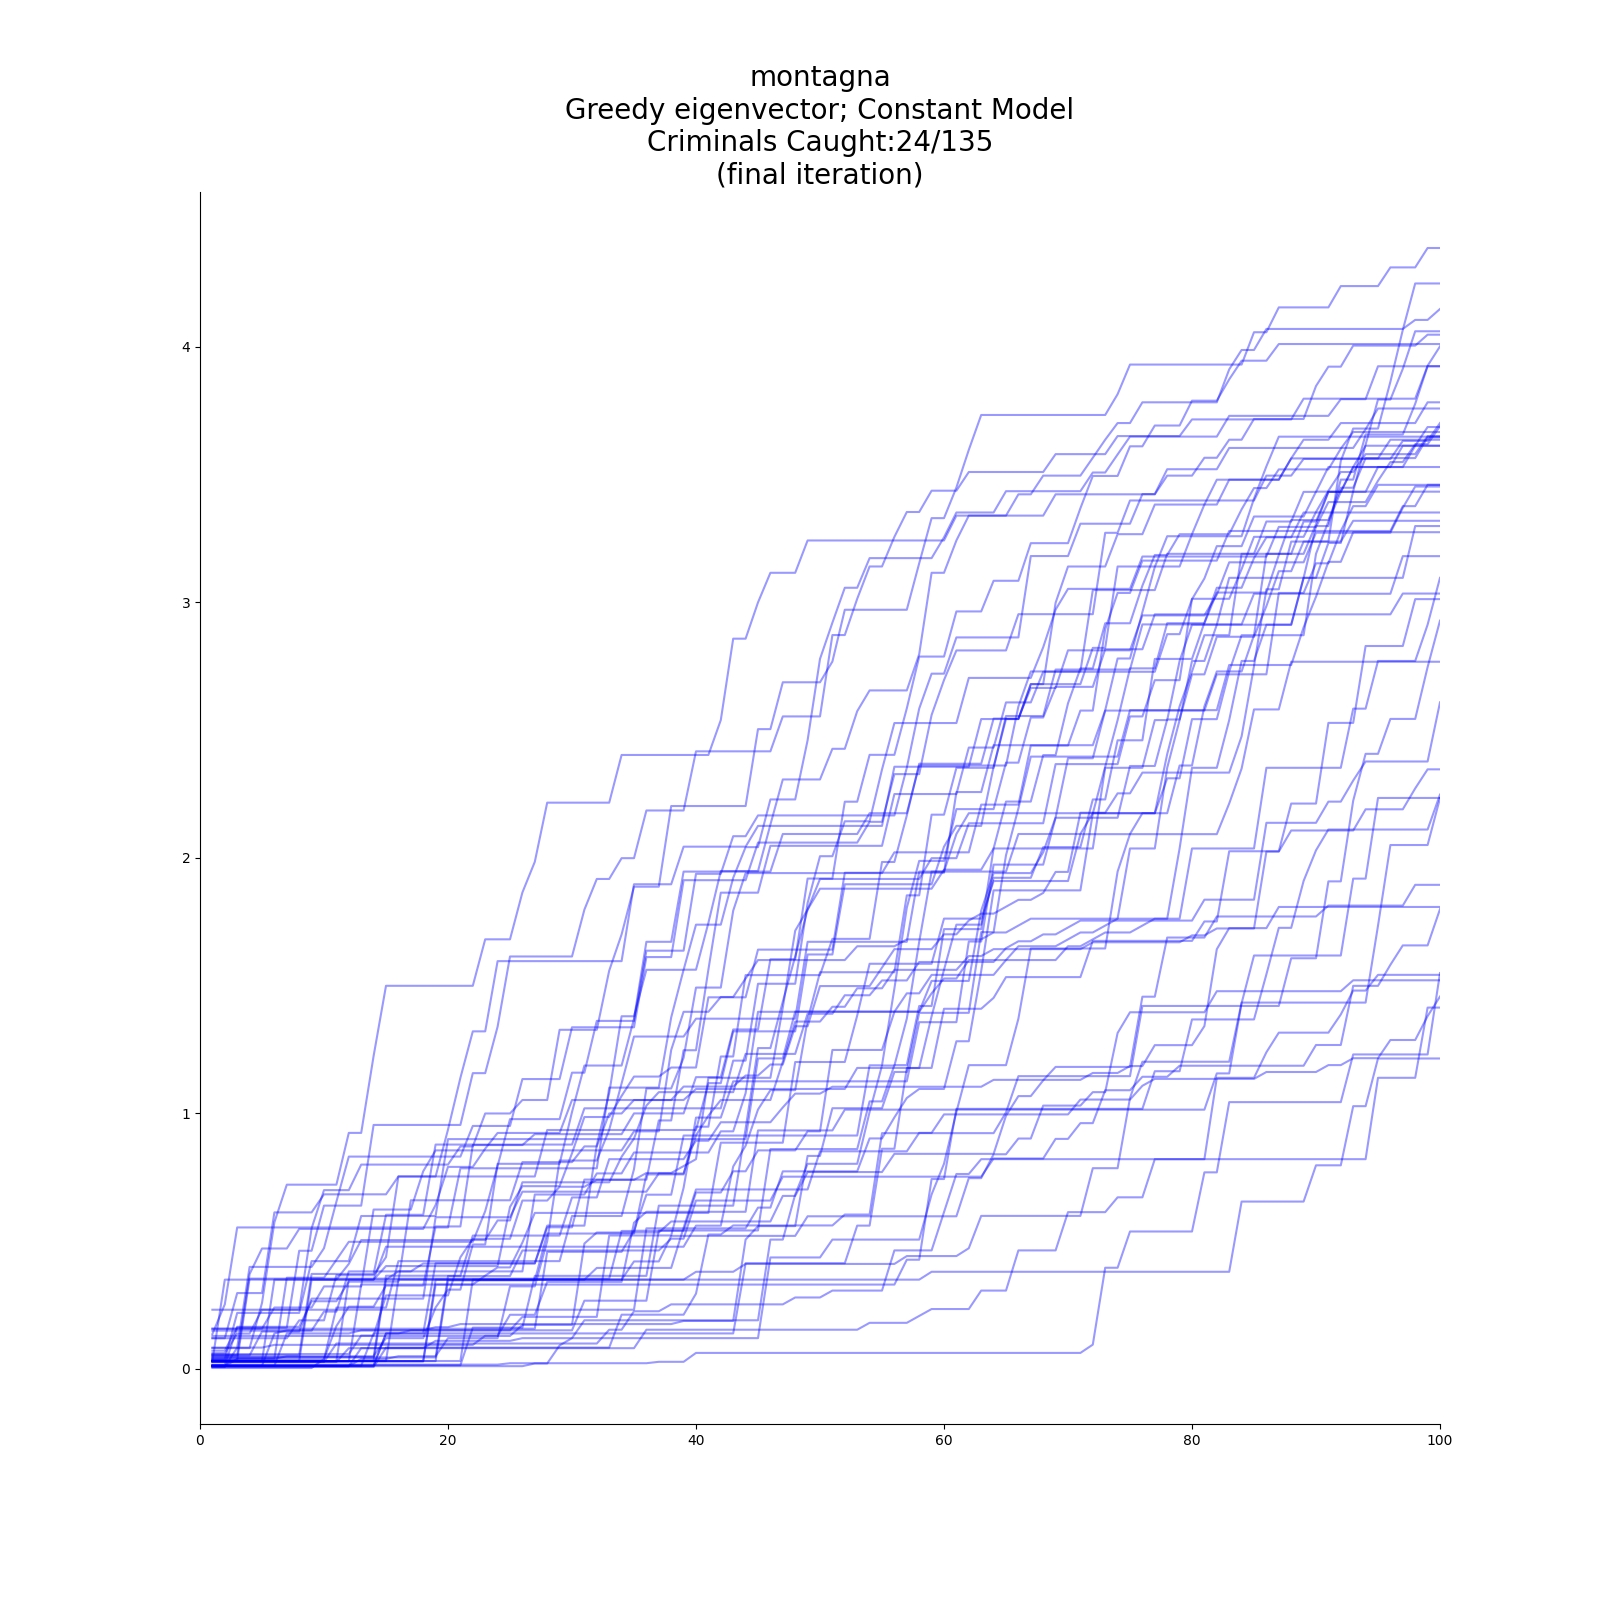 montagna
Greedy eigenvector; Constant Model
Criminals Caught:24/135
(final iteration)
4
3
2
1
0
0 20 40 60 80 100